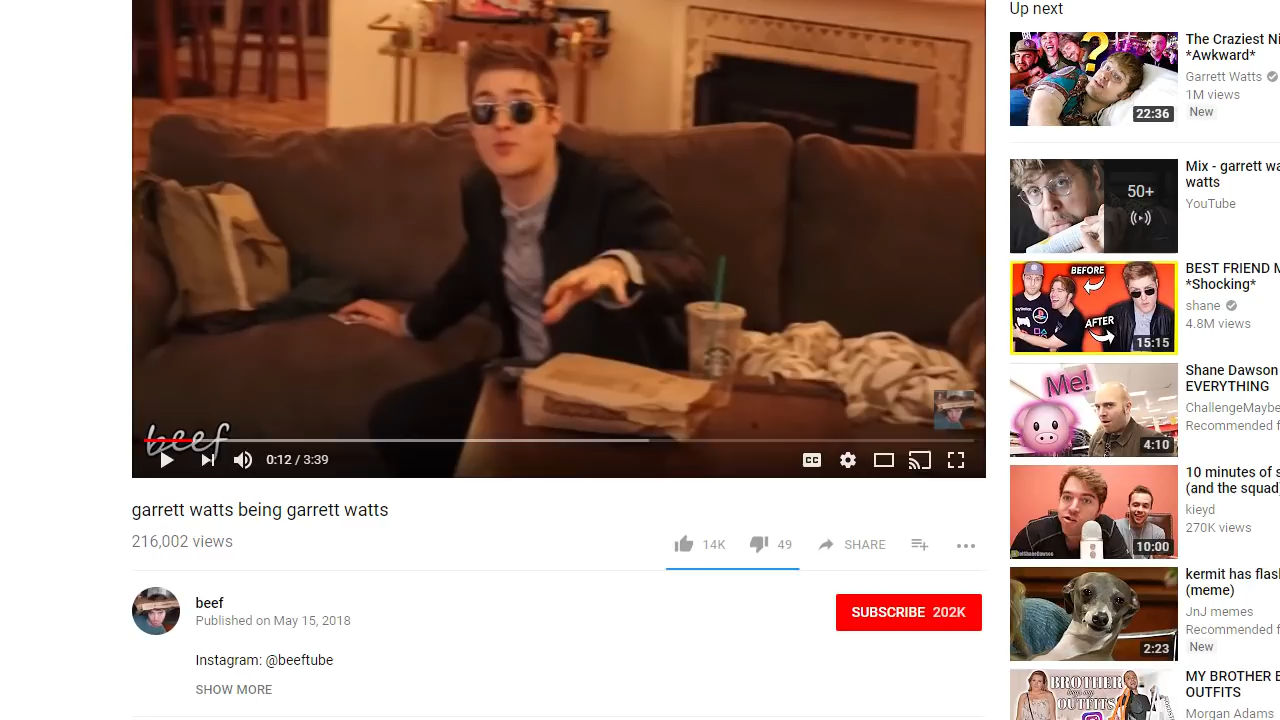 beef
0:12 / 3:39
CC
garrett watts being garrett watts
216,002 views
14K
49
SHARE
beef
Published on May 15, 2018
SUBSCRIBE 202K
Instagram: @beeftube
SHOW MORE
Up next
The Craziest Ni
*Awkward*
Garrett Watts
1M views
New
22:36
Mix - garrett wa
watts
YouTube
50+
BEST FRIEND M
*Shocking*
shane
4.8M views
BEFORE
AFTER
15:15
Shane Dawson
EVERYTHING
ChallengeMaybe
Recommended f
Me!
4:10
10 minutes of s
(and the squad)
kieyd
270K views
10:00
kermit has flas
(meme)
JnJ memes
Recommended f
New
2:23
MY BROTHER B
OUTFITS
Morgan Adams
BROTHER
OUTFITS